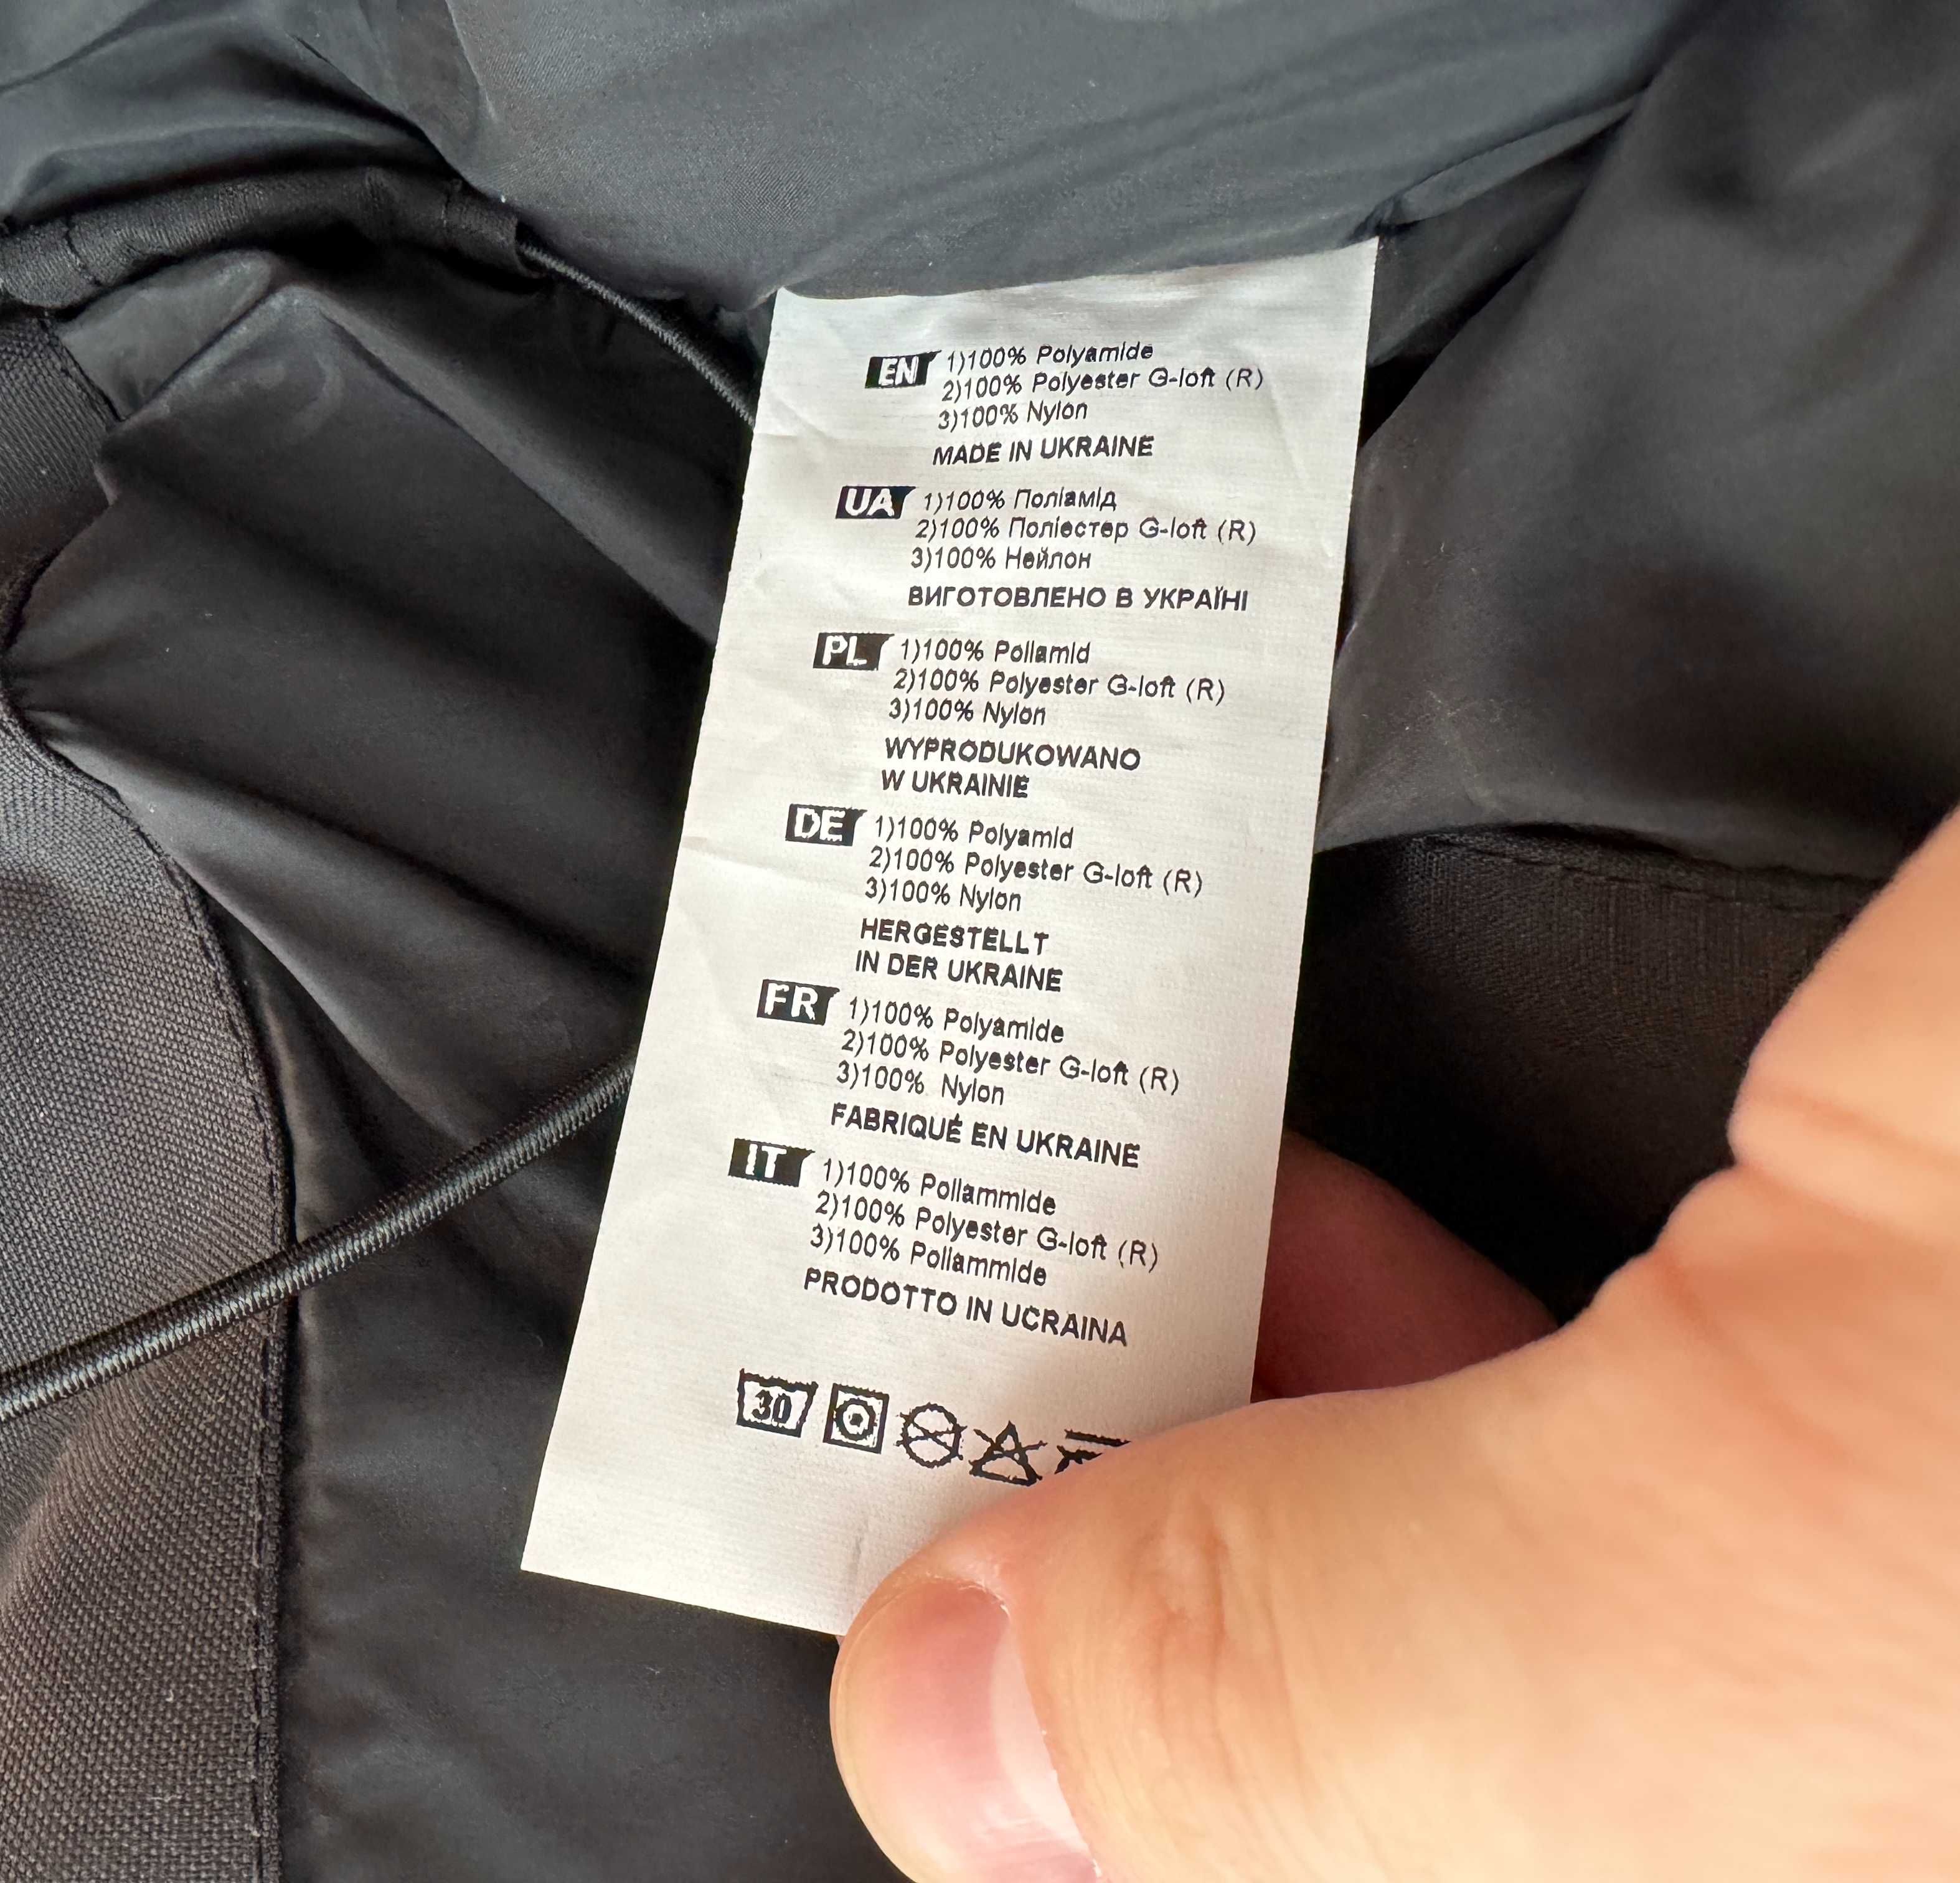 EN 1)100% Polyamide
2)100% Polyester G-loft (R)
3)100% Nylon
MADE IN UKRAINE
UA 1)100% Поліамід
2)100% Поліестер G-loft (R)
3)100% Нейлон
ВИГОТОВЛЕНО В УКРАЇНІ
PL 1)100% Poliamid
2)100% Polyester G-loft (R)
3)100% Nylon
WYPRODUKOWANO
W UKRAINIE
DE 1)100% Polyamid
2)100% Polyester G-loft (R)
3)100% Nylon
HERGESTELLT
IN DER UKRAINE
FR 1)100% Polyamide
2)100% Polyester G-loft (R)
3)100% Nylon
FABRIQUÉ EN UKRAINE
IT 1)100% Poliammide
2)100% Polyester G-loft (R)
3)100% Poliammide
PRODOTTO IN UCRAINA
30